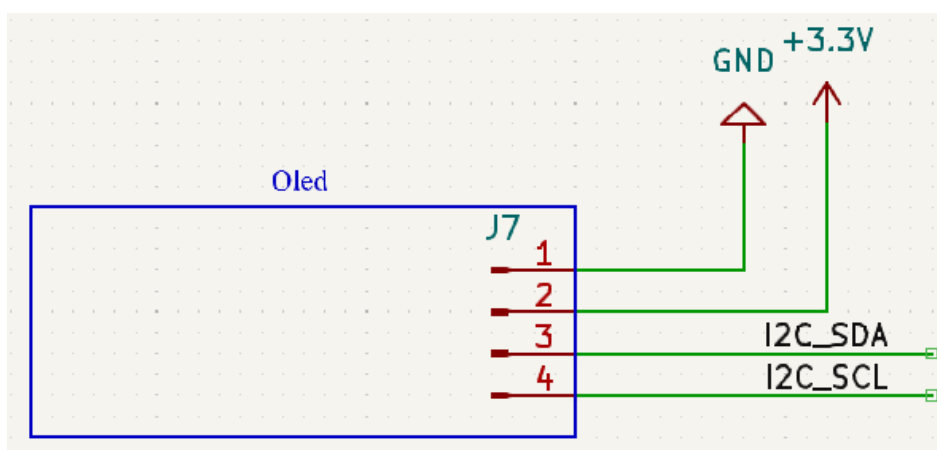 GND
+3.3V
Oled
J7
1
2
3
I2C_SDA
4
I2C_SCL